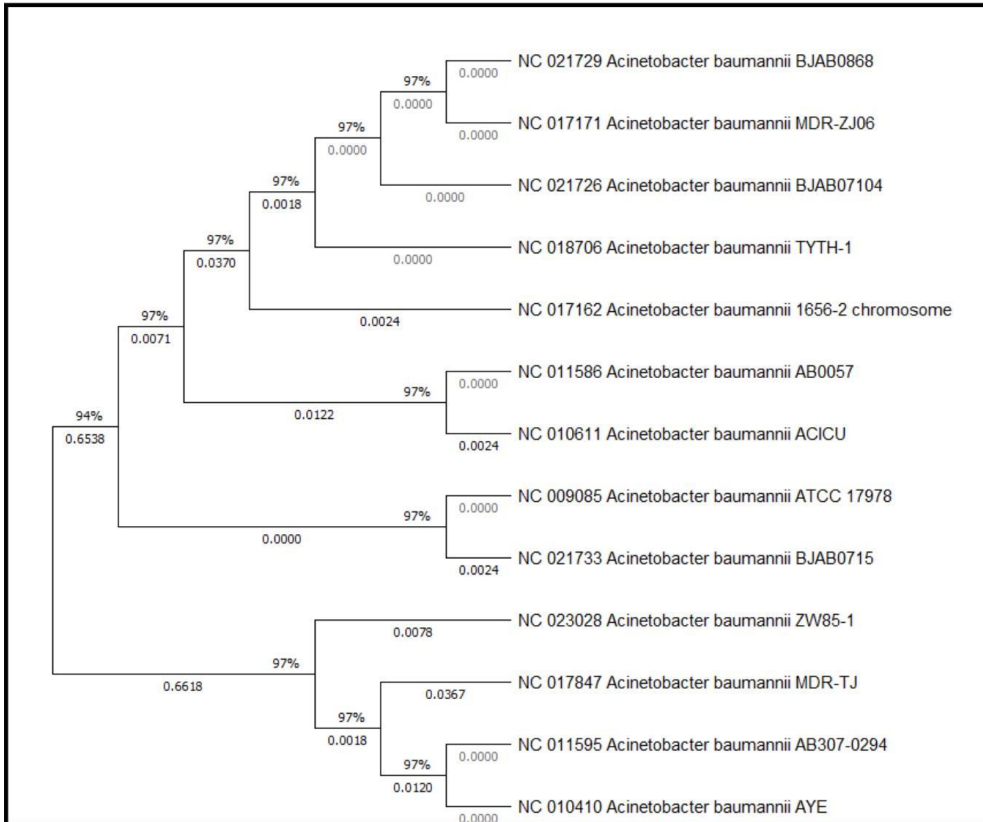 NC 021729 Acinetobacter baumannii BJAB0868
0.0000
97%
0.0000
NC 017171 Acinetobacter baumannii MDR-ZJ06
0.0000
97%
0.0000
NC 021726 Acinetobacter baumannii BJAB07104
0.0000
97%
0.0018
NC 018706 Acinetobacter baumannii TYTH-1
0.0000
97%
0.0370
NC 017162 Acinetobacter baumannii 1656-2 chromosome
0.0024
97%
0.0071
NC 011586 Acinetobacter baumannii AB0057
0.0000
97%
0.0122
NC 010611 Acinetobacter baumannii ACICU
0.0024
94%
0.6538
NC 009085 Acinetobacter baumannii ATCC 17978
0.0000
97%
0.0000
NC 021733 Acinetobacter baumannii BJAB0715
0.0024
NC 023028 Acinetobacter baumannii ZW85-1
0.0078
97%
0.6618
NC 017847 Acinetobacter baumannii MDR-TJ
0.0367
97%
0.0018
NC 011595 Acinetobacter baumannii AB307-0294
0.0000
97%
0.0120
NC 010410 Acinetobacter baumannii AYE
0.0000